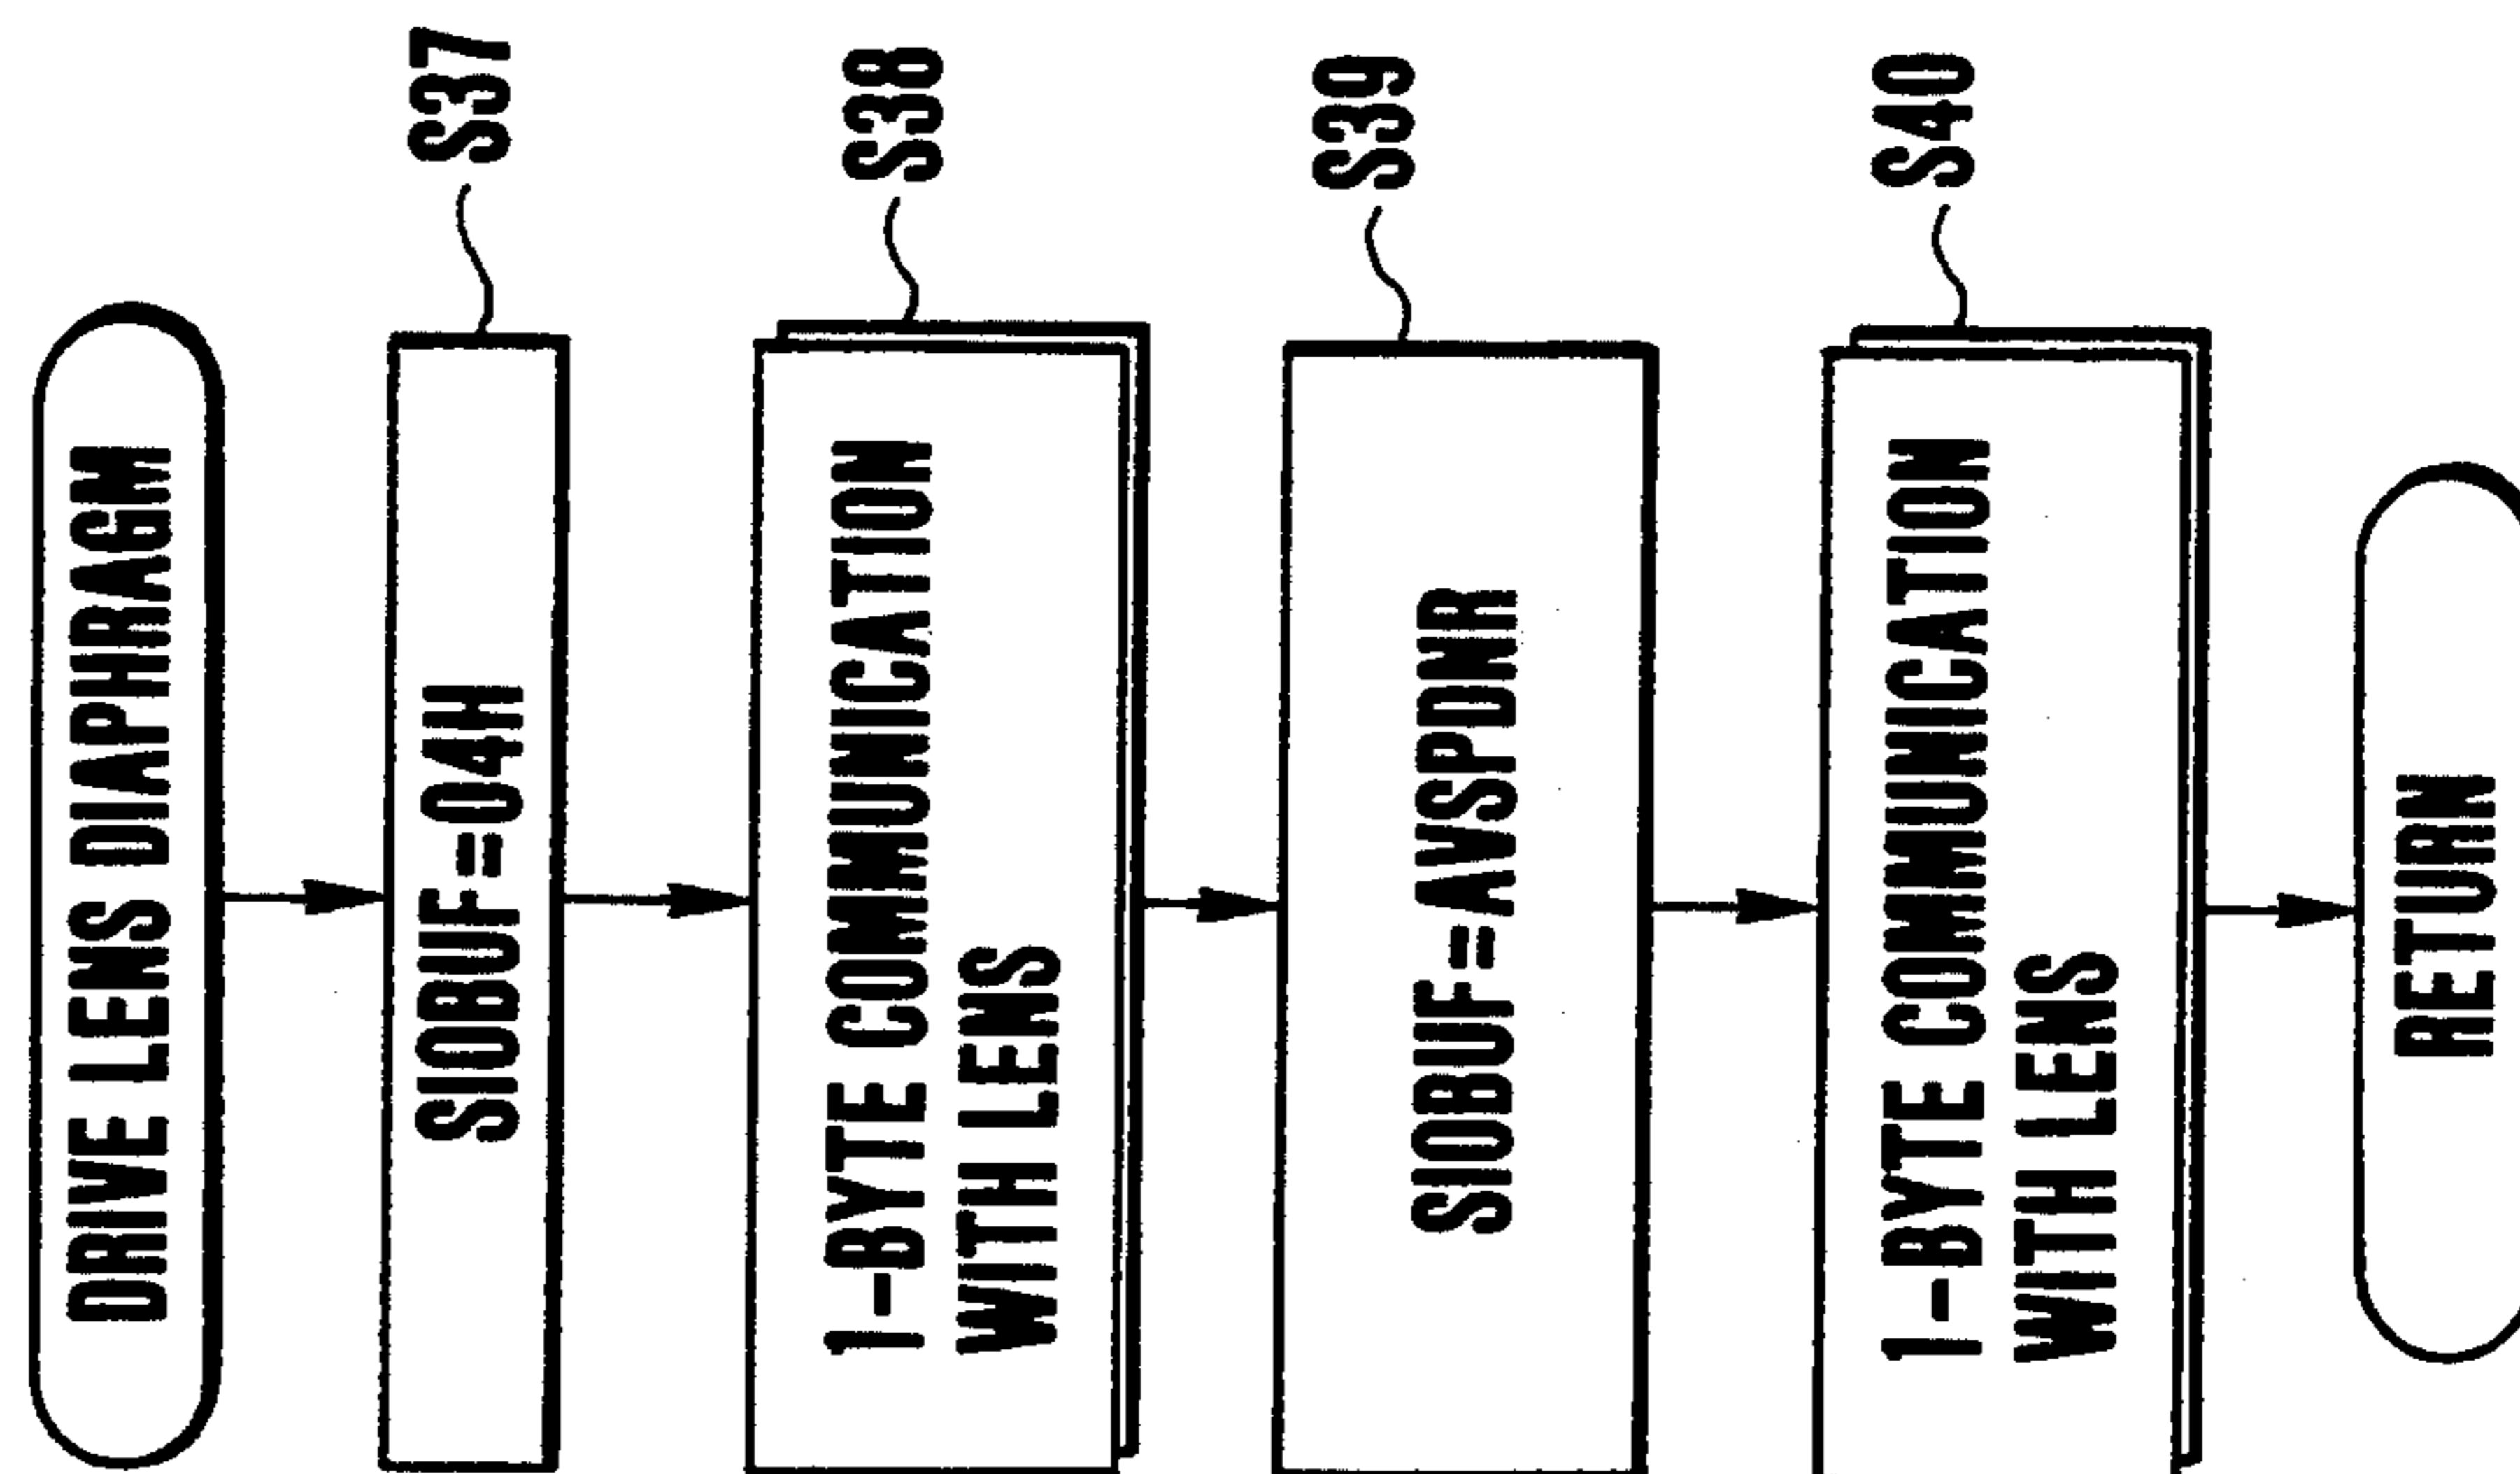 DRIVE LENS DIAPHRAGM
S37
SIOBUF=04H
S38
1-BYTE COMMUNICATION
WITH LENS
S39
SIOBUF=AVSPDNR
S40
1-BYTE COMMUNICATION
WITH LENS
RETURN